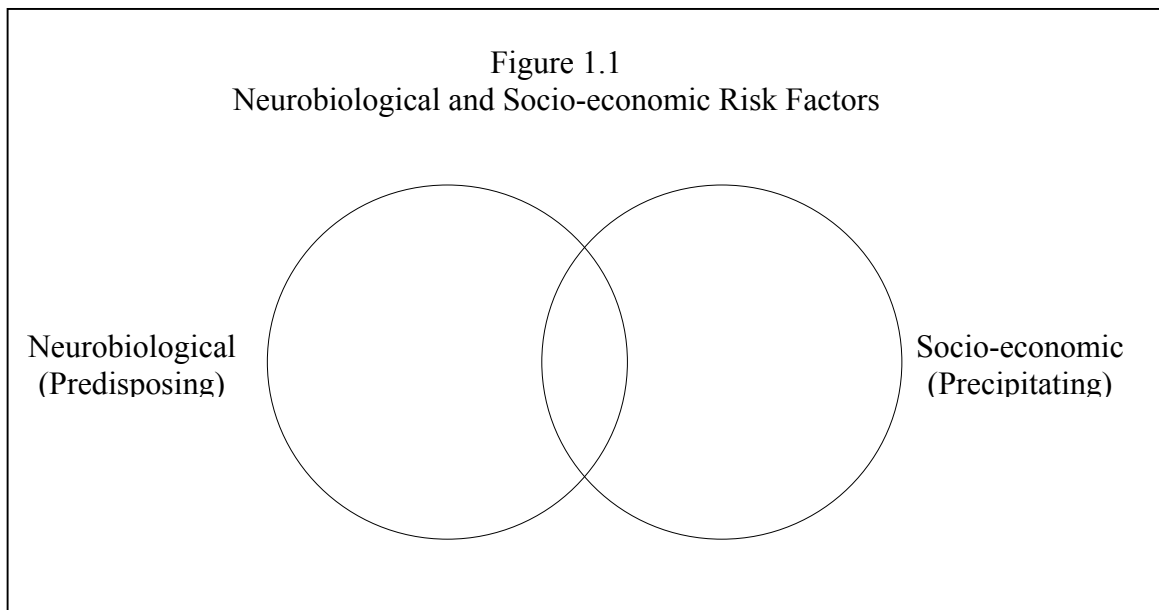 Figure 1.1
Neurobiological and Socio-economic Risk Factors
Neurobiological
(Predisposing)
Socio-economic
(Precipitating)